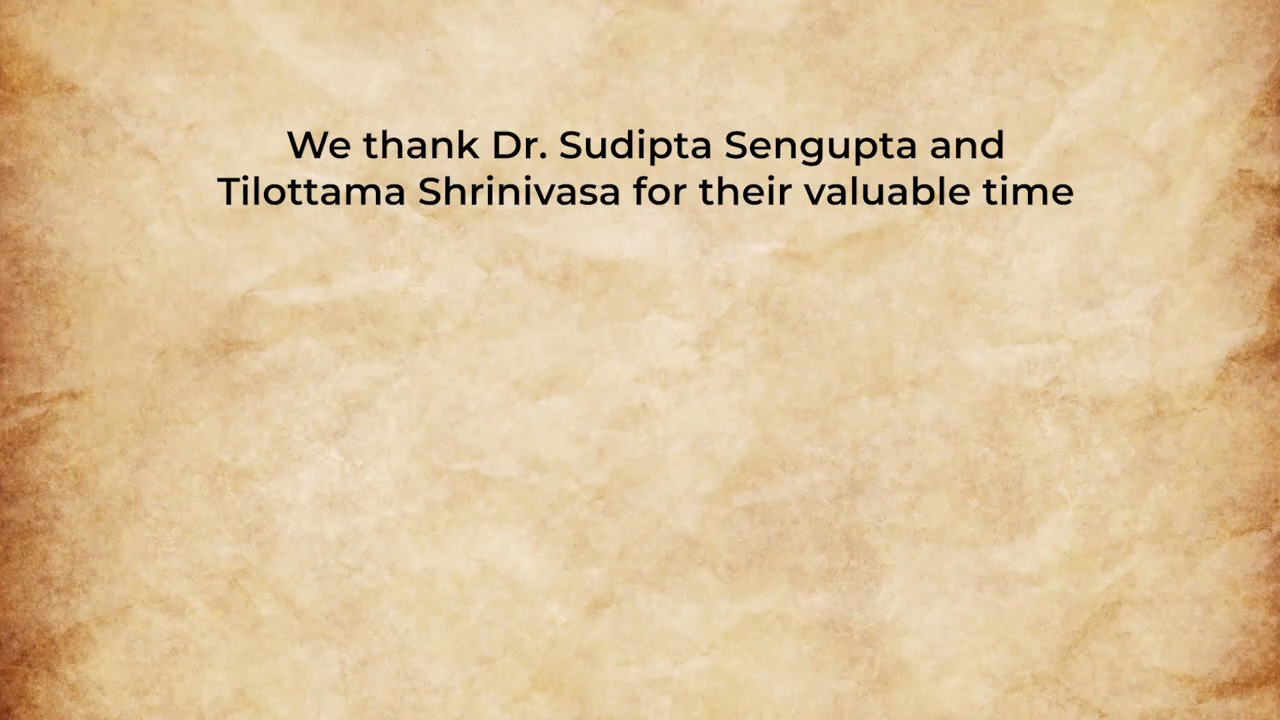 We thank Dr. Sudipta Sengupta and
Tilottama Shrinivasa for their valuable time